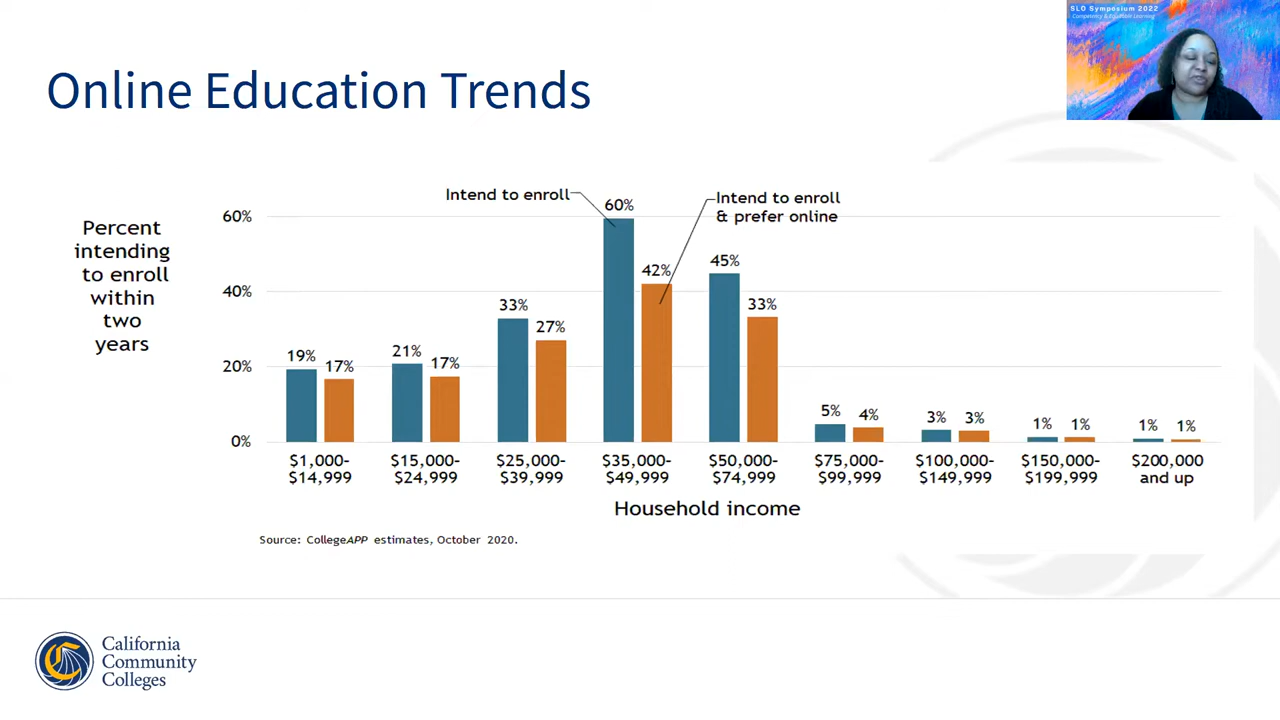 SLO Symposium 2022
Competency & Equitable Learning
Online Education Trends
Percent
intending
to enroll
within
two
years
60%
40%
20%
0%
Intend to enroll
Intend to enroll
& prefer online
19%
17%
21%
17%
33%
27%
60%
42%
45%
33%
5%
4%
3%
3%
1%
1%
1%
1%
$1,000-
$14,999
$15,000-
$24,999
$25,000-
$39,999
$35,000-
$49,999
$50,000-
$74,999
$75,000-
$99,999
$100,000-
$149,999
$150,000-
$199,999
$200,000
and up
Household income
Source: CollegeAPP estimates, October 2020.
California
Community
Colleges